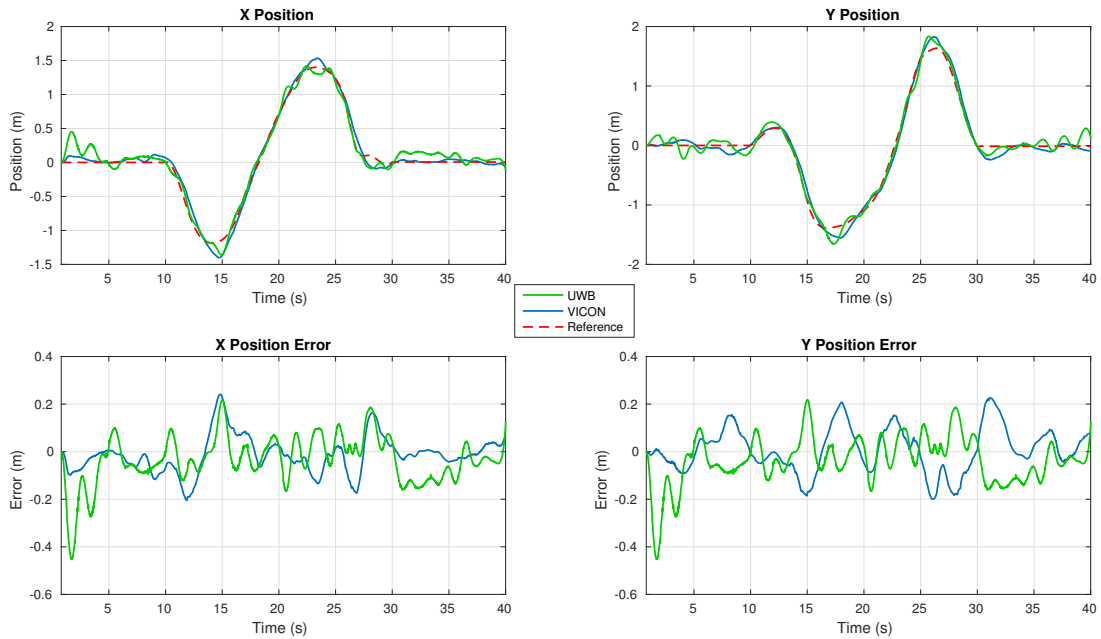 X Position
Position (m)
2
1.5
1
0.5
0
-0.5
-1
-1.5
5 10 15 20 25 30 35 40
Time (s)
Y Position
Position (m)
2
1
0
-1
-2
5 10 15 20 25 30 35 40
Time (s)
UWB
VICON
Reference
X Position Error
Error (m)
0.4
0.2
0
-0.2
-0.4
-0.6
5 10 15 20 25 30 35 40
Time (s)
Y Position Error
Error (m)
0.4
0.2
0
-0.2
-0.4
-0.6
5 10 15 20 25 30 35 40
Time (s)